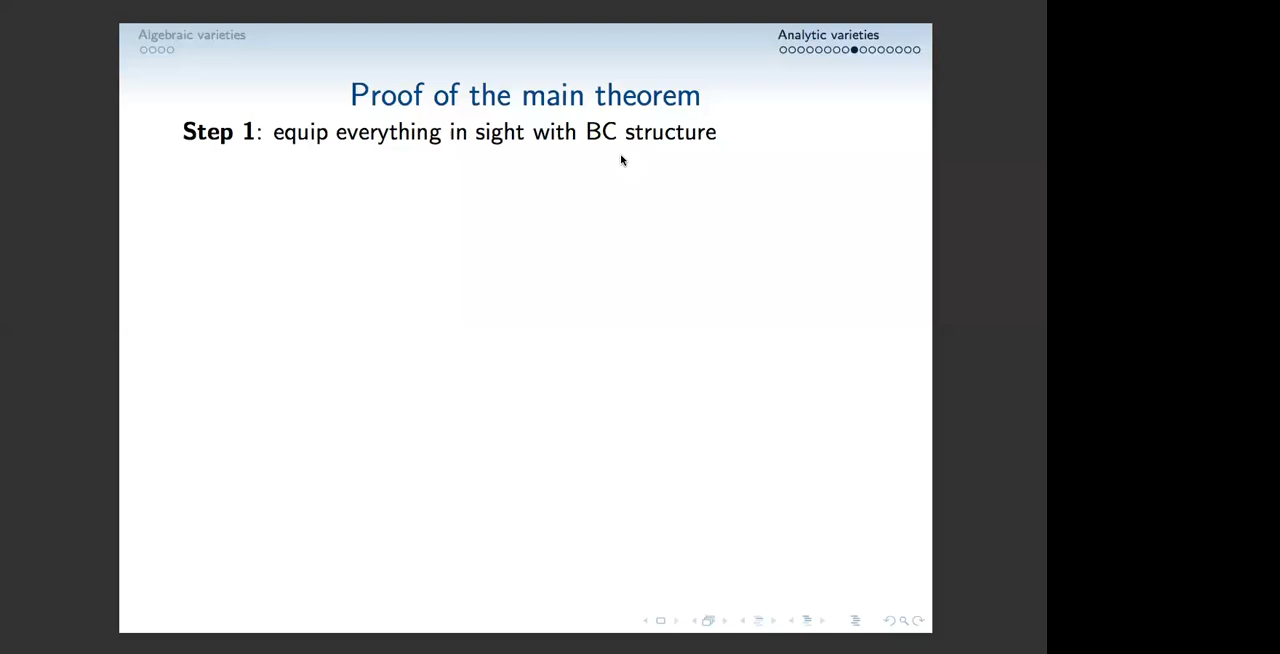 Algebraic varieties
Analytic varieties
Proof of the main theorem
Step 1: equip everything in sight with BC structure